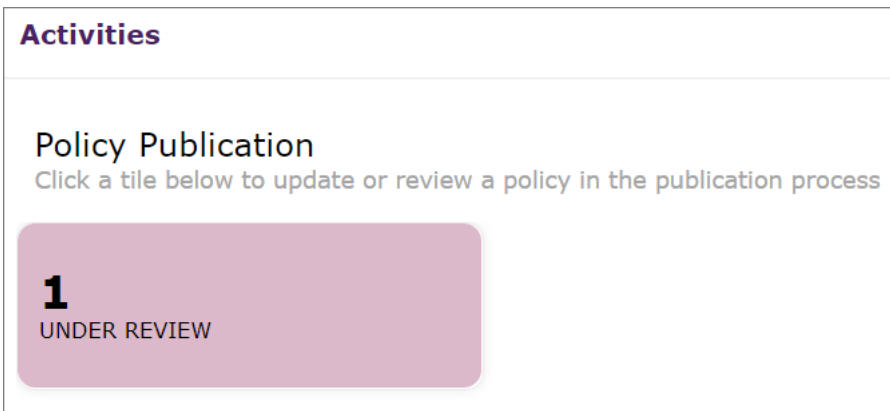 Activities
Policy Publication
Click a tile below to update or review a policy in the publication process
1
UNDER REVIEW